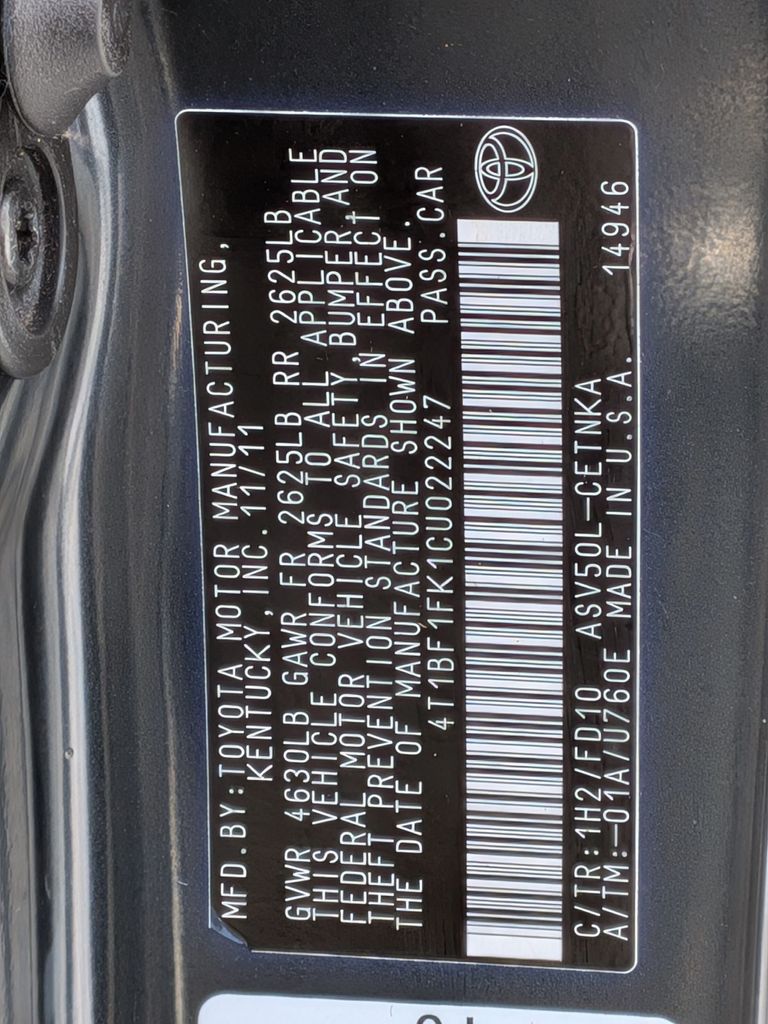 MFD.BY:TOYOTA MOTOR MANUFACTURING,
KENTUCKY,INC. 11/11
GVWR 4630LB GAWR FR 2625LB RR 2625LB
THIS VEHICLE CONFORMS TO ALL APPLICABLE
FEDERAL MOTOR VEHICLE SAFETY,BUMPER,AND
THEFT PREVENTION STANDARDS IN EFFECT ON
THE DATE OF MANUFACTURE SHOWN ABOVE.
4T1BF1FK1CU022247 PASS.CAR
C/TR:1H2/FD10 ASV50L-CETNKA 14946
A/TM:-01A/U760E MADE IN U.S.A.